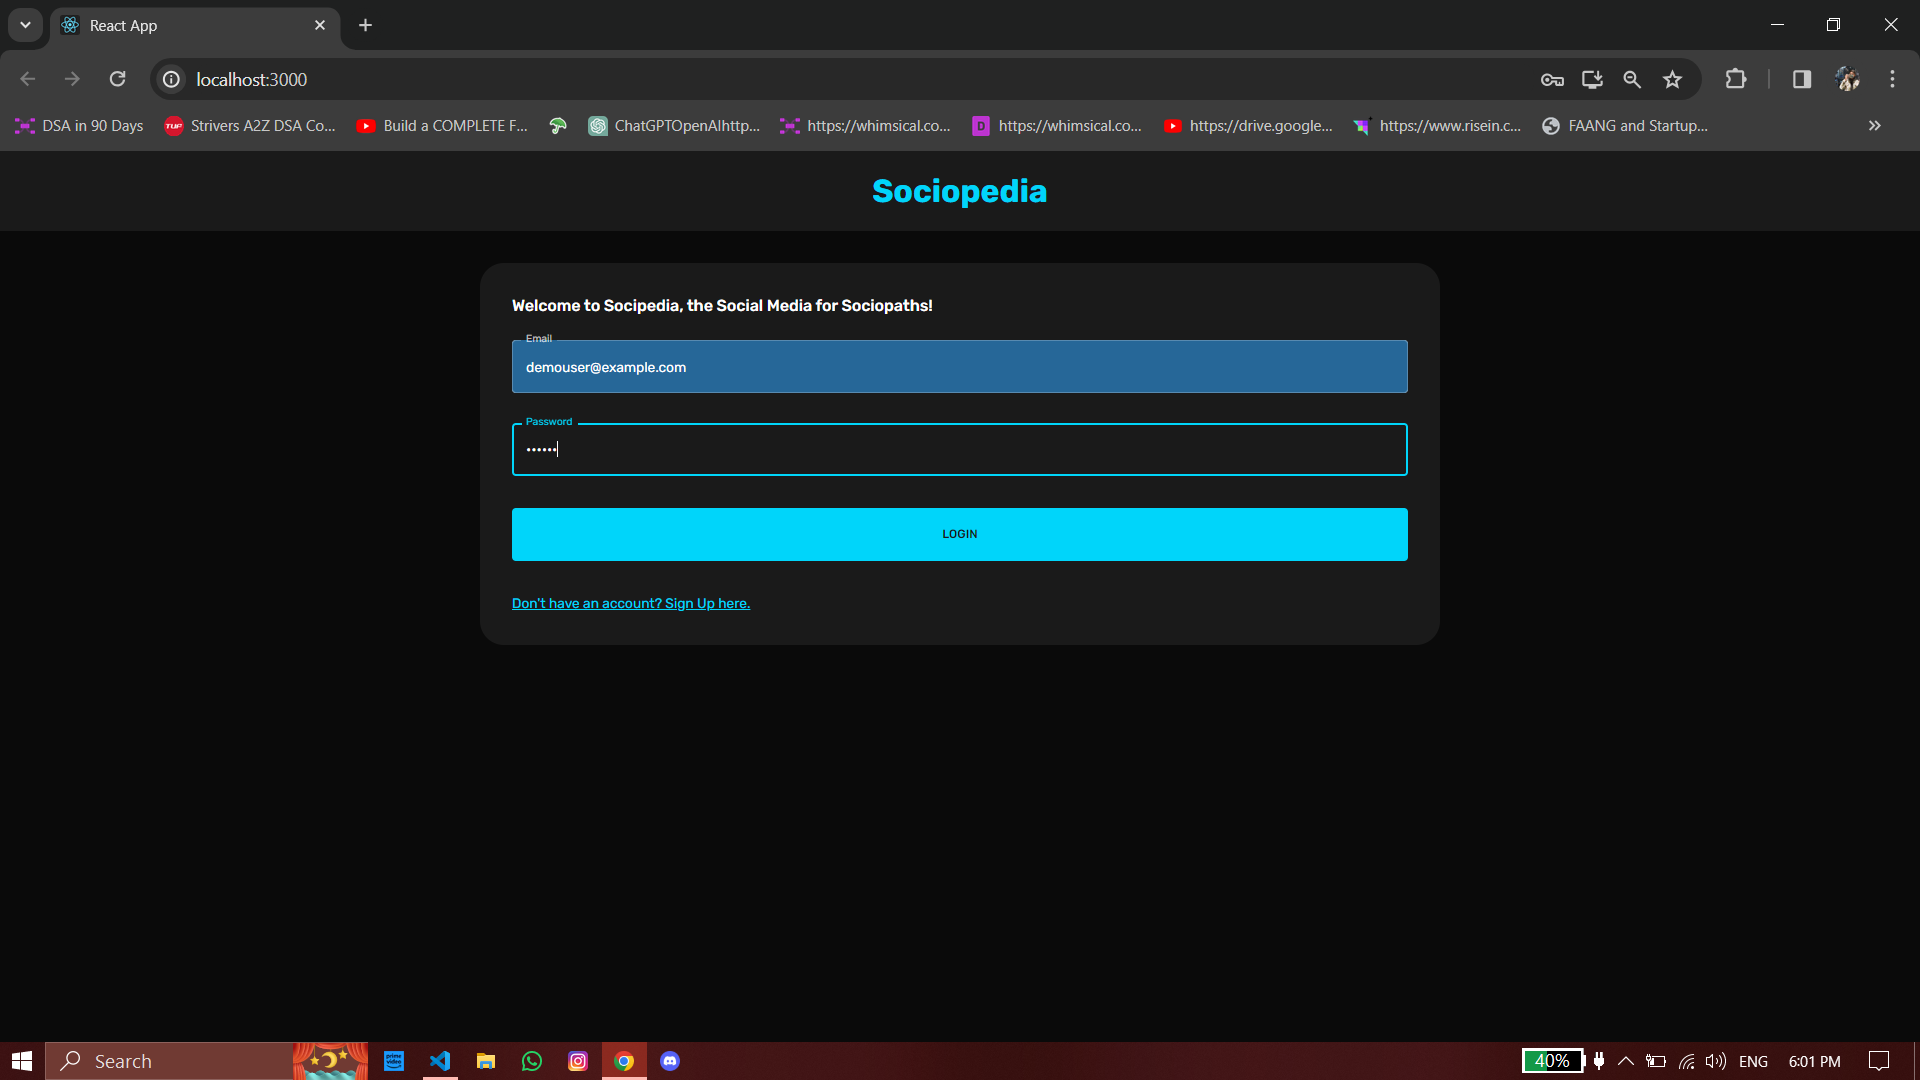 React App
localhost:3000
DSA in 90 Days
TUF
Strivers A2Z DSA Co...
Build a COMPLETE F...
ChatGPTOpenAIhttp...
https://whimsical.co...
D
https://whimsical.co...
https://drive.google...
https://www.risein.c...
FAANG and Startup...
Sociopedia
Welcome to Socipedia, the Social Media for Sociopaths!
Email
demouser@example.com
Password
••••••
LOGIN
Don't have an account? Sign Up here.
Search
prime video
40%
ENG
6:01 PM